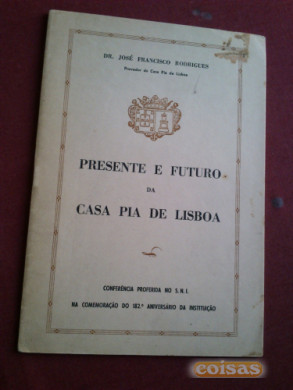 DR. JOSÉ FRANCISCO RODRIGUES
Provedor da Casa Pia de Lisboa
PRESENTE E FUTURO
DA
CASA PIA DE LISBOA
CONFERÊNCIA PROFERIDA NO S.N.I.
NA COMEMORAÇÃO DO 182.º ANIVERSÁRIO DA INSTITUIÇÃO
coisas